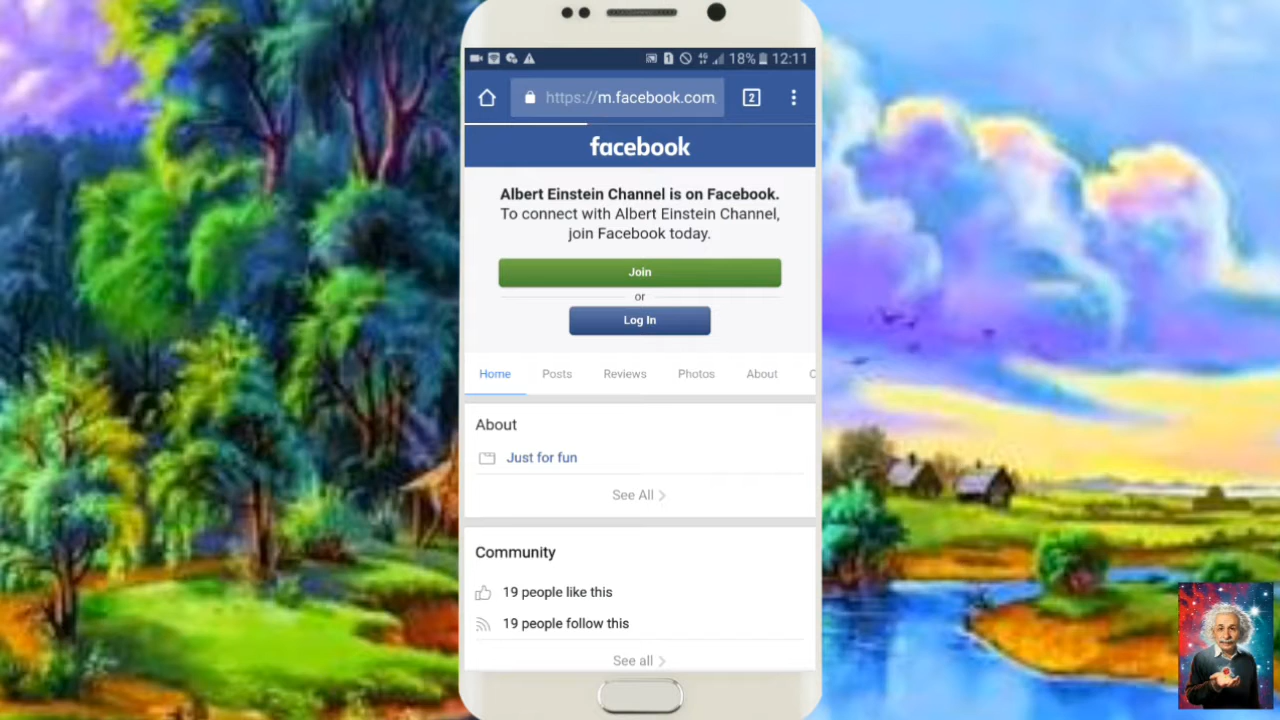 18% 12:11
https://m.facebook.com
2
facebook
Albert Einstein Channel is on Facebook.
To connect with Albert Einstein Channel,
join Facebook today.
Join
or
Log In
Home Posts Reviews Photos About
About
Just for fun
See All
Community
19 people like this
19 people follow this
See all